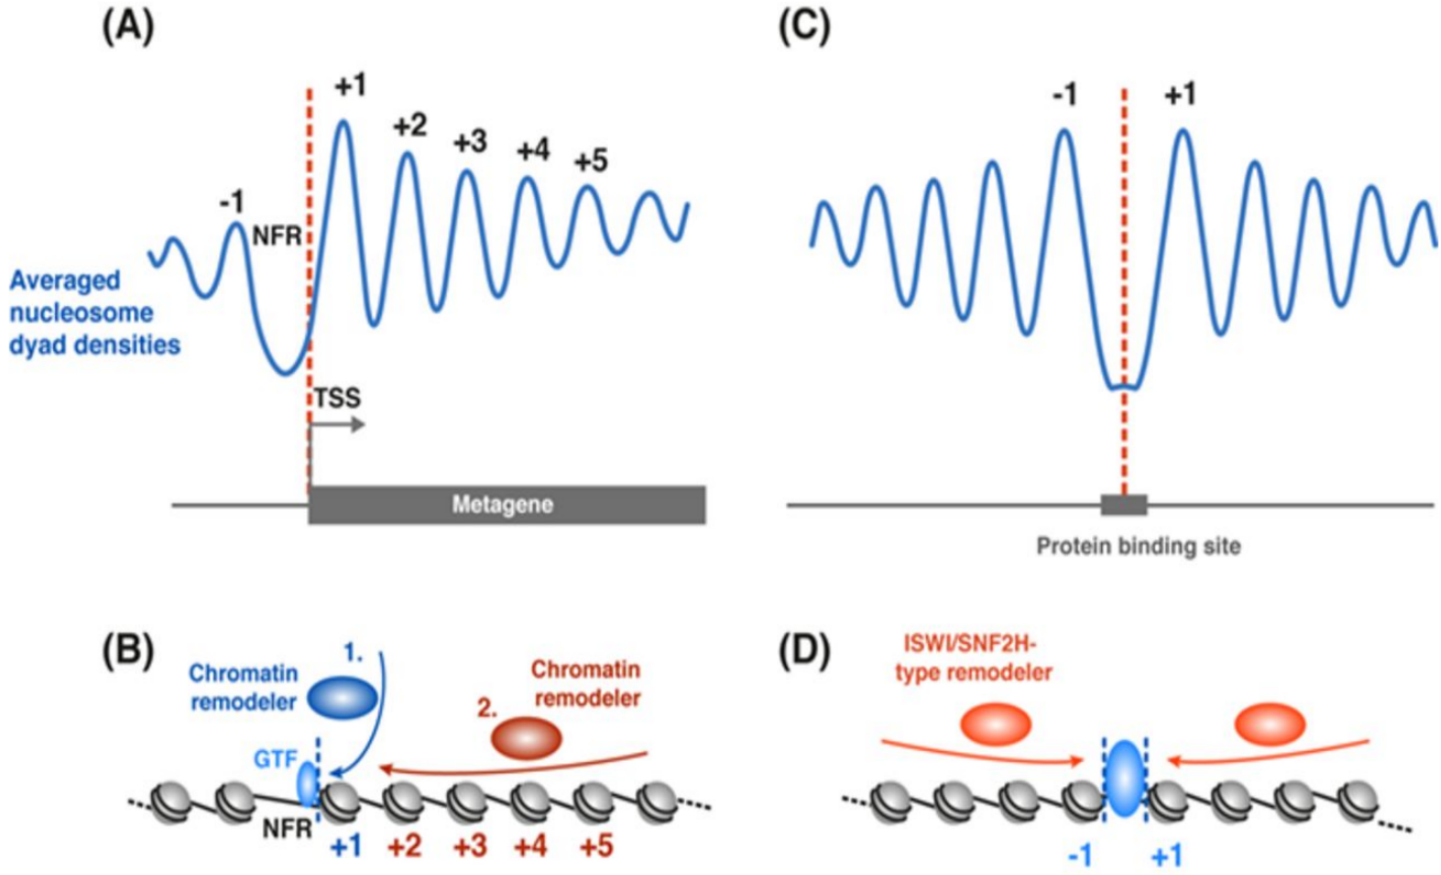 (A)
+1
+2
+3
+4
+5
-1
NFR
Averaged
nucleosome
dyad densities
TSS
Metagene
(C)
-1
+1
Protein binding site
(B)
1.
Chromatin
remodeler
2.
Chromatin
remodeler
GTF
NFR
+1
+2
+3
+4
+5
(D)
ISWI/SNF2H-
type remodeler
-1
+1